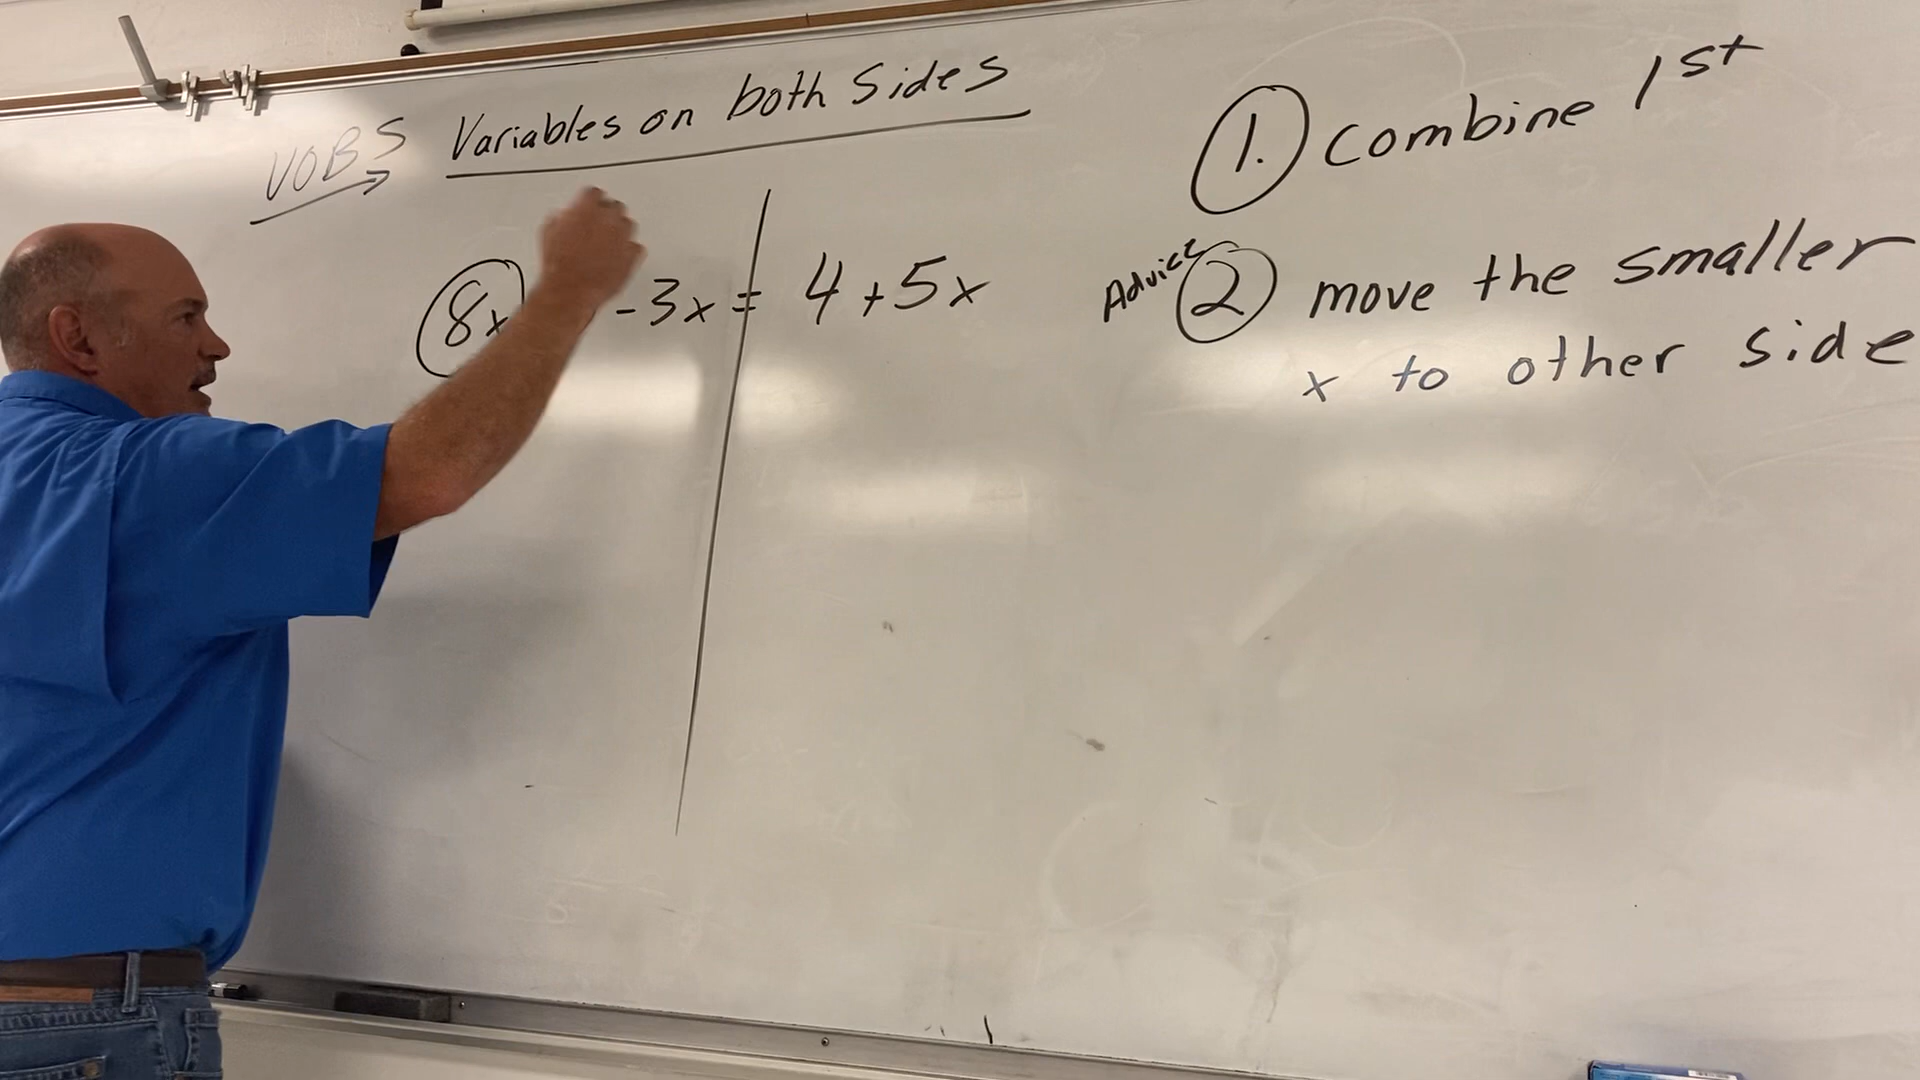 VOBS Variables on both Sides
8x -3x = 4 + 5x
1. combine 1st
Advice 2 move the smaller
x to other side